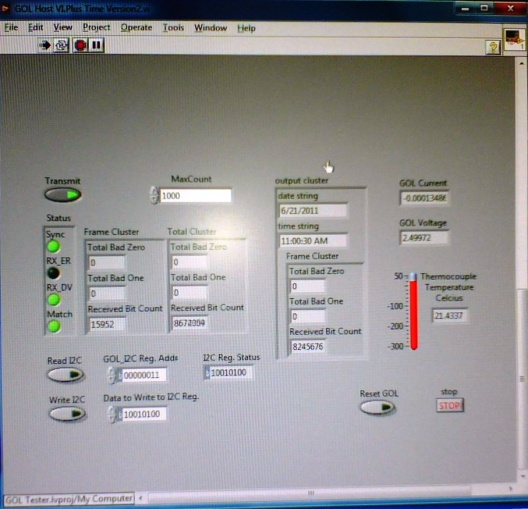 GOL Host VI.Plus Time Version2.vi
File Edit View Project Operate Tools Window Help
Transmit
MaxCount
1000
Status
Sync
RX_ER
RX_DV
Match
Frame Cluster
Total Bad Zero
0
Total Bad One
0
Received Bit Count
15952
Total Cluster
Total Bad Zero
0
Total Bad One
0
Received Bit Count
output cluster
date string
6/21/2011
time string
11:00:30 AM
Frame Cluster
Total Bad Zero
0
Total Bad One
0
Received Bit Count
8245676
GOL Current
-0.0001348
GOL Voltage
2.49972
50
-100
-200
-300
Thermocouple
Temperature
Celcius
21.4337
Read I2C
GOL_I2C Reg. Adds
00000011
I2C Reg. Status
10010100
Write I2C
Data to Write to I2C Reg.
10010100
Reset GOL
stop
STOP
GOL Tester.lvproj/My Computer